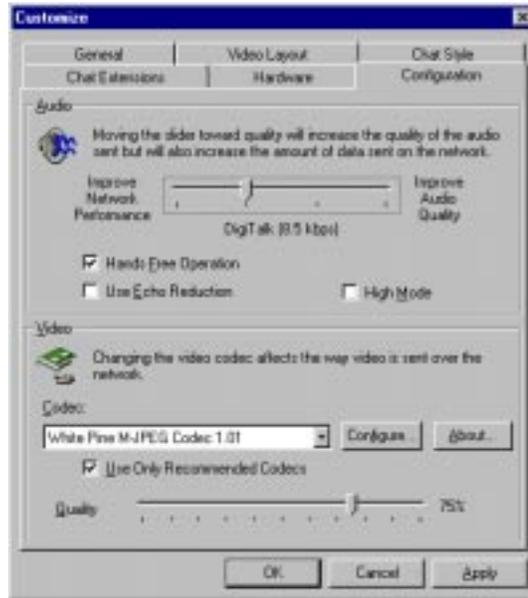 Customize
General
Video Layout
Chat Style
Chat Extensions
Hardware
Configuration
Audio
Moving the slider toward quality will increase the quality of the audio
sent but will also increase the amount of data sent on the network.
Improve
Network
Performance
Improve
Audio
Quality
DigiTalk (8.5 kbps)
Hands Free Operation
Use Echo Reduction
High Mode
Video
Changing the video codec affects the way video is sent over the
network.
Codec:
White Pine M-JPEG Codec 1.01
Configure...
About...
Use Only Recommended Codecs
Quality
75%
OK
Cancel
Apply